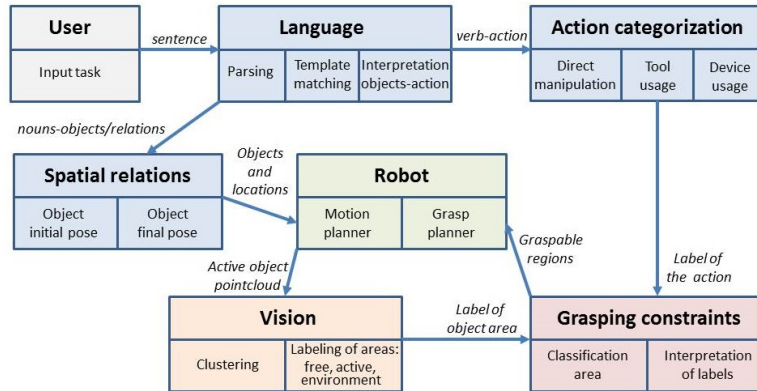 User
Input task
sentence
Language
Parsing
Template
matching
Interpretation
objects-action
verb-action
Action categorization
Direct
manipulation
Tool
usage
Device
usage
nouns-objects/relations
Spatial relations
Object
initial pose
Object
final pose
Objects
and
locations
Robot
Motion
planner
Grasp
planner
Graspable
regions
Label of
the action
Active object
pointcloud
Vision
Clustering
Labeling of areas:
free, active,
environment
Label of
object area
Grasping constraints
Classification
area
Interpretation
of labels